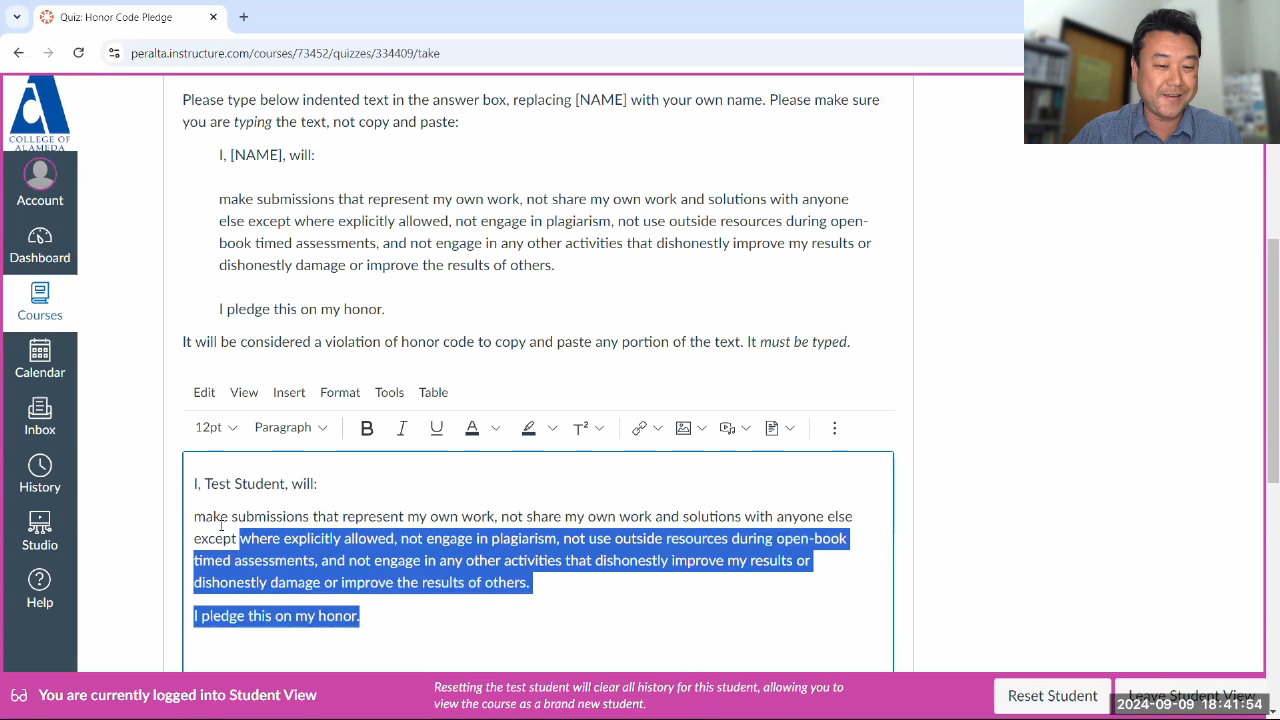 Quiz: Honor Code Pledge
peralta.instructure.com/courses/73452/quizzes/334409/take
COLLEGE OF
ALAMEDA
Account
Dashboard
Courses
Calendar
Inbox
History
Studio
Help
Please type below indented text in the answer box, replacing [NAME] with your own name. Please make sure
you are typing the text, not copy and paste:
I, [NAME], will:
make submissions that represent my own work, not share my own work and solutions with anyone
else except where explicitly allowed, not engage in plagiarism, not use outside resources during open-
book timed assessments, and not engage in any other activities that dishonestly improve my results or
dishonestly damage or improve the results of others.
I pledge this on my honor.
It will be considered a violation of honor code to copy and paste any portion of the text. It must be typed.
Edit View Insert Format Tools Table
12pt Paragraph B I U A T²
I, Test Student, will:
make submissions that represent my own work, not share my own work and solutions with anyone else
except where explicitly allowed, not engage in plagiarism, not use outside resources during open-book
timed assessments, and not engage in any other activities that dishonestly improve my results or
dishonestly damage or improve the results of others.
I pledge this on my honor.
You are currently logged into Student View
Resetting the test student will clear all history for this student, allowing you to
view the course as a brand new student.
Reset Student
Leave Student View
2024-09-09 18:41:54